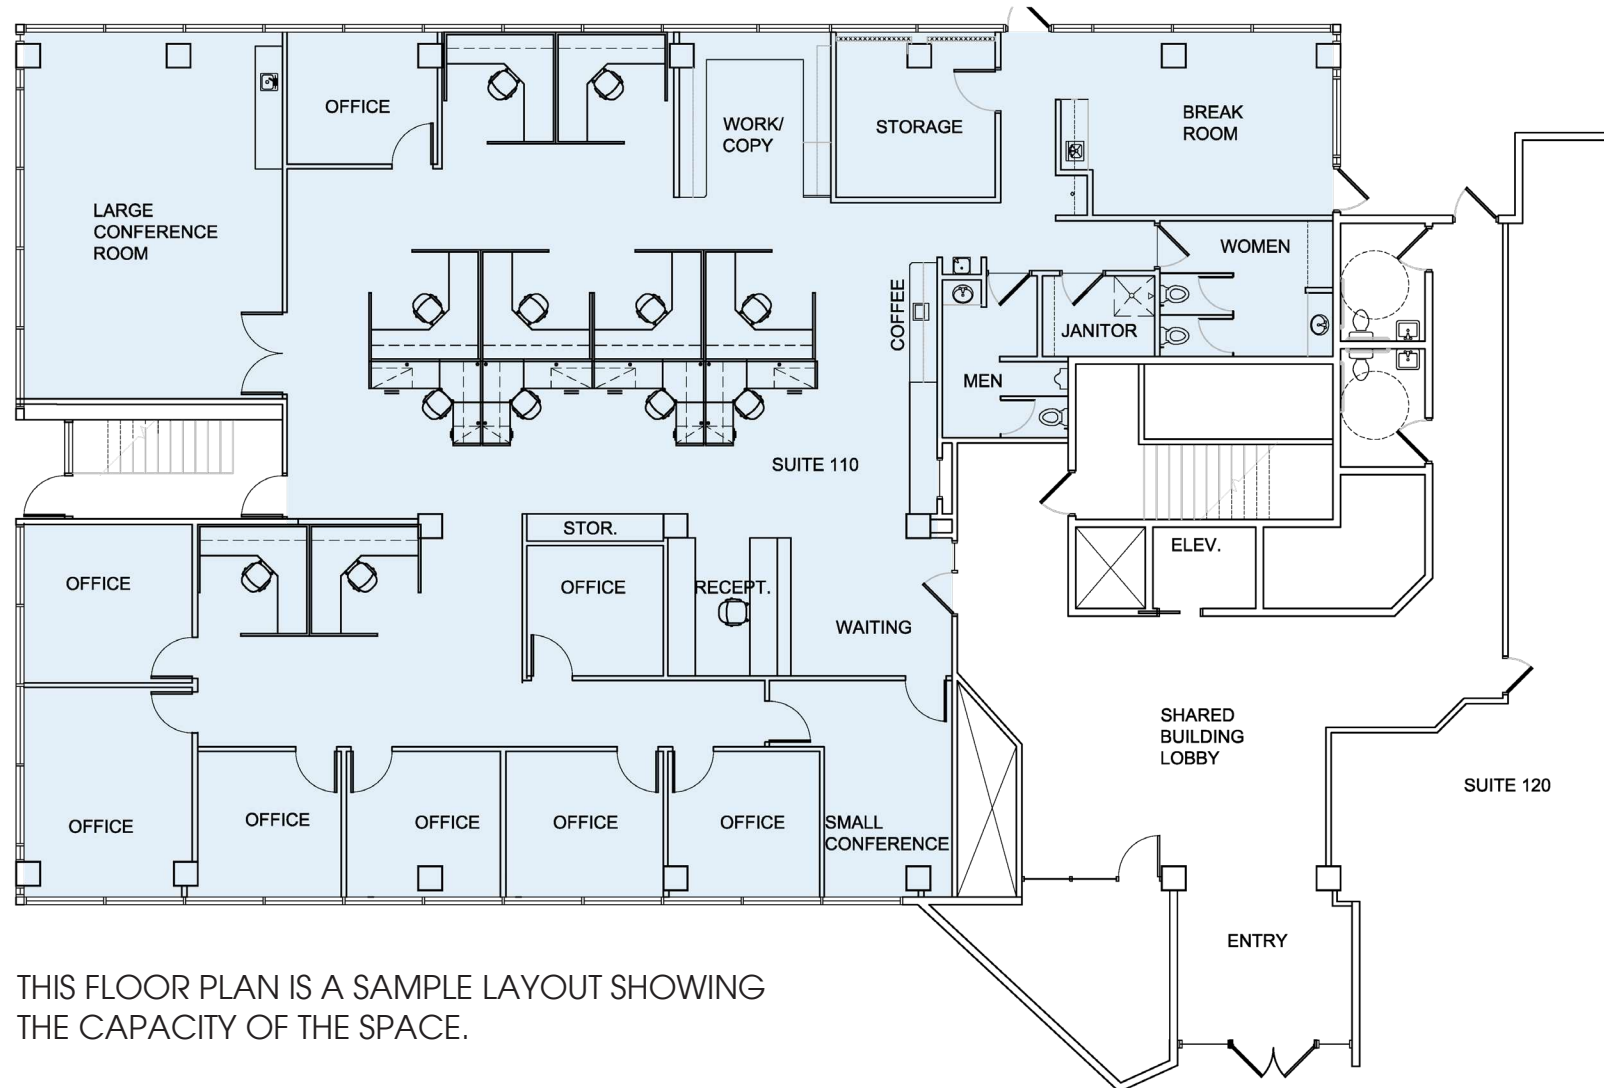 OFFICE
WORK/
COPY
STORAGE
BREAK
ROOM
LARGE
CONFERENCE
ROOM
WOMEN
COFFEE
JANITOR
MEN
SUITE 110
STOR.
ELEV.
OFFICE
OFFICE
RECEPT.
WAITING
SHARED
BUILDING
LOBBY
SUITE 120
OFFICE
OFFICE
OFFICE
OFFICE
OFFICE
SMALL
CONFERENCE
ENTRY
THIS FLOOR PLAN IS A SAMPLE LAYOUT SHOWING
THE CAPACITY OF THE SPACE.